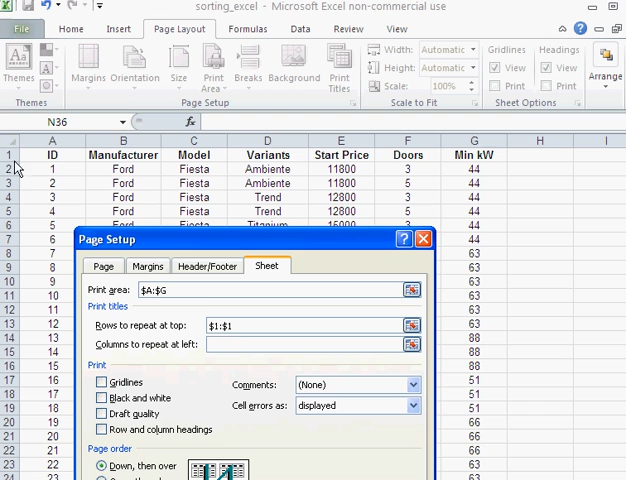 sorting_excel - Microsoft Excel non-commercial use
File Home Insert Page Layout Formulas Data Review View
Themes Margins Orientation Size Print Area Breaks Background Print Titles
Width: Automatic
Height: Automatic
Scale: 100%
Gridlines Headings
View View
Print Print
Arrange
Themes Page Setup Scale to Fit Sheet Options
N36 fx
A B C D E F G H I
1 ID Manufacturer Model Variants Start Price Doors Min kW
2 1 Ford Fiesta Ambiente 11800 3 44
3 2 Ford Fiesta Ambiente 11800 5 44
4 3 Ford Fiesta Trend 12800 3 44
5 4 Ford Fiesta Trend 12800 5 44
6 5 Ford Fiesta Titanium 15000 3 44
7 6 44
8 7 63
9 8 63
10 9 63
11 10 63
12 11 63
13 12 63
14 13 88
15 14 88
16 15 88
17 16 51
18 17 51
19 18 51
20 19 66
21 20 66
22 21 66
23 22 63
24 23
Page Setup
Page Margins Header/Footer Sheet
Print area: $A:$G
Print titles
Rows to repeat at top: $1:$1
Columns to repeat at left:
Print
Gridlines
Black and white
Draft quality
Row and column headings
Comments: (None)
Cell errors as: displayed
Page order
Down, then over